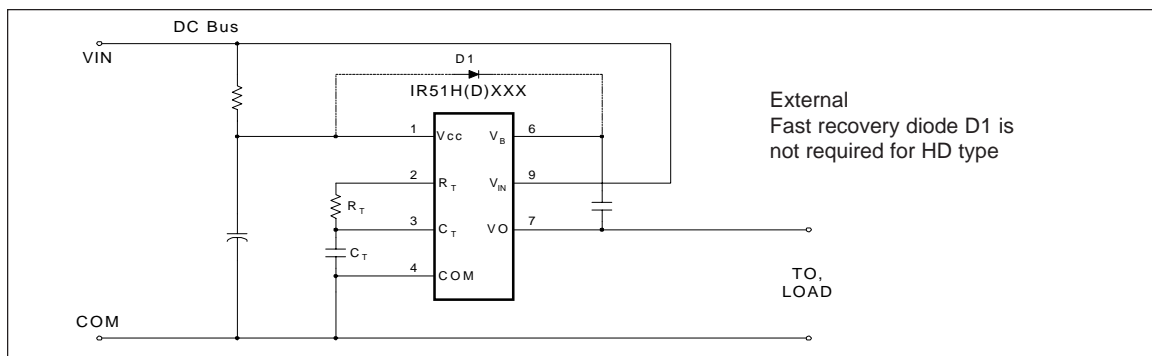 DC Bus
VIN
D1
IR51H(D)XXX
External
Fast recovery diode D1 is
not required for HD type
1 Vcc VB 6
2 RT VIN 9
RT
3 CT VO 7
CT
4 COM
TO,
LOAD
COM